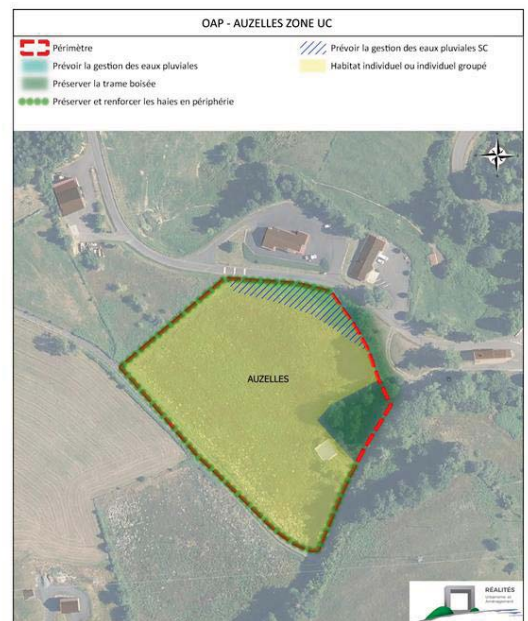 OAP - AUZELLES ZONE UC
Périmètre
Prévoir la gestion des eaux pluviales
Préserver la trame boisée
Préserver et renforcer les haies en périphérie
Prévoir la gestion des eaux pluviales SC
Habitat individuel ou individuel groupé
AUZELLES
RÉALITÉS